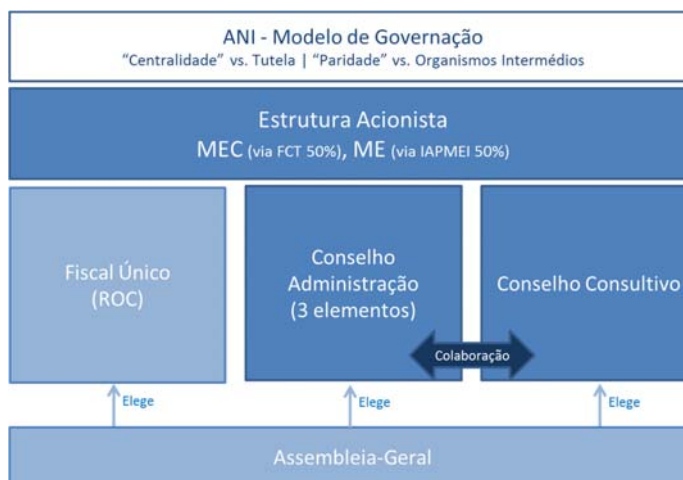 ANI - Modelo de Governação
“Centralidade” vs. Tutela | “Paridade” vs. Organismos Intermédios
Estrutura Acionista
MEC (via FCT 50%), ME (via IAPMEI 50%)
Fiscal Único
(ROC)
Conselho
Administração
(3 elementos)
Conselho Consultivo
Colaboração
Elege
Elege
Elege
Assembleia-Geral